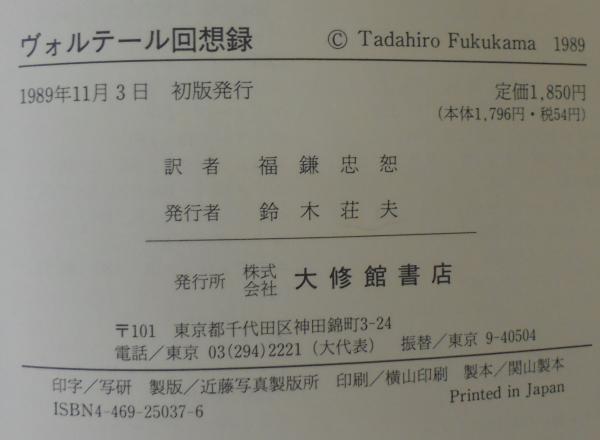 ヴォルテール回想録 © Tadahiro Fukukama 1989
1989年11月3日 初版発行 定価1,850円
(本体1,796円・税54円)
訳者 福鎌忠恕
発行者 鈴木荘夫
発行所 株式会社 大修館書店
〒101 東京都千代田区神田錦町3-24
電話/東京 03(294)2221(大代表) 振替/東京 9-40504
印字/写研 製版/近藤写真製版所 印刷/横山印刷 製本/関山製本
ISBN4-469-25037-6 Printed in Japan